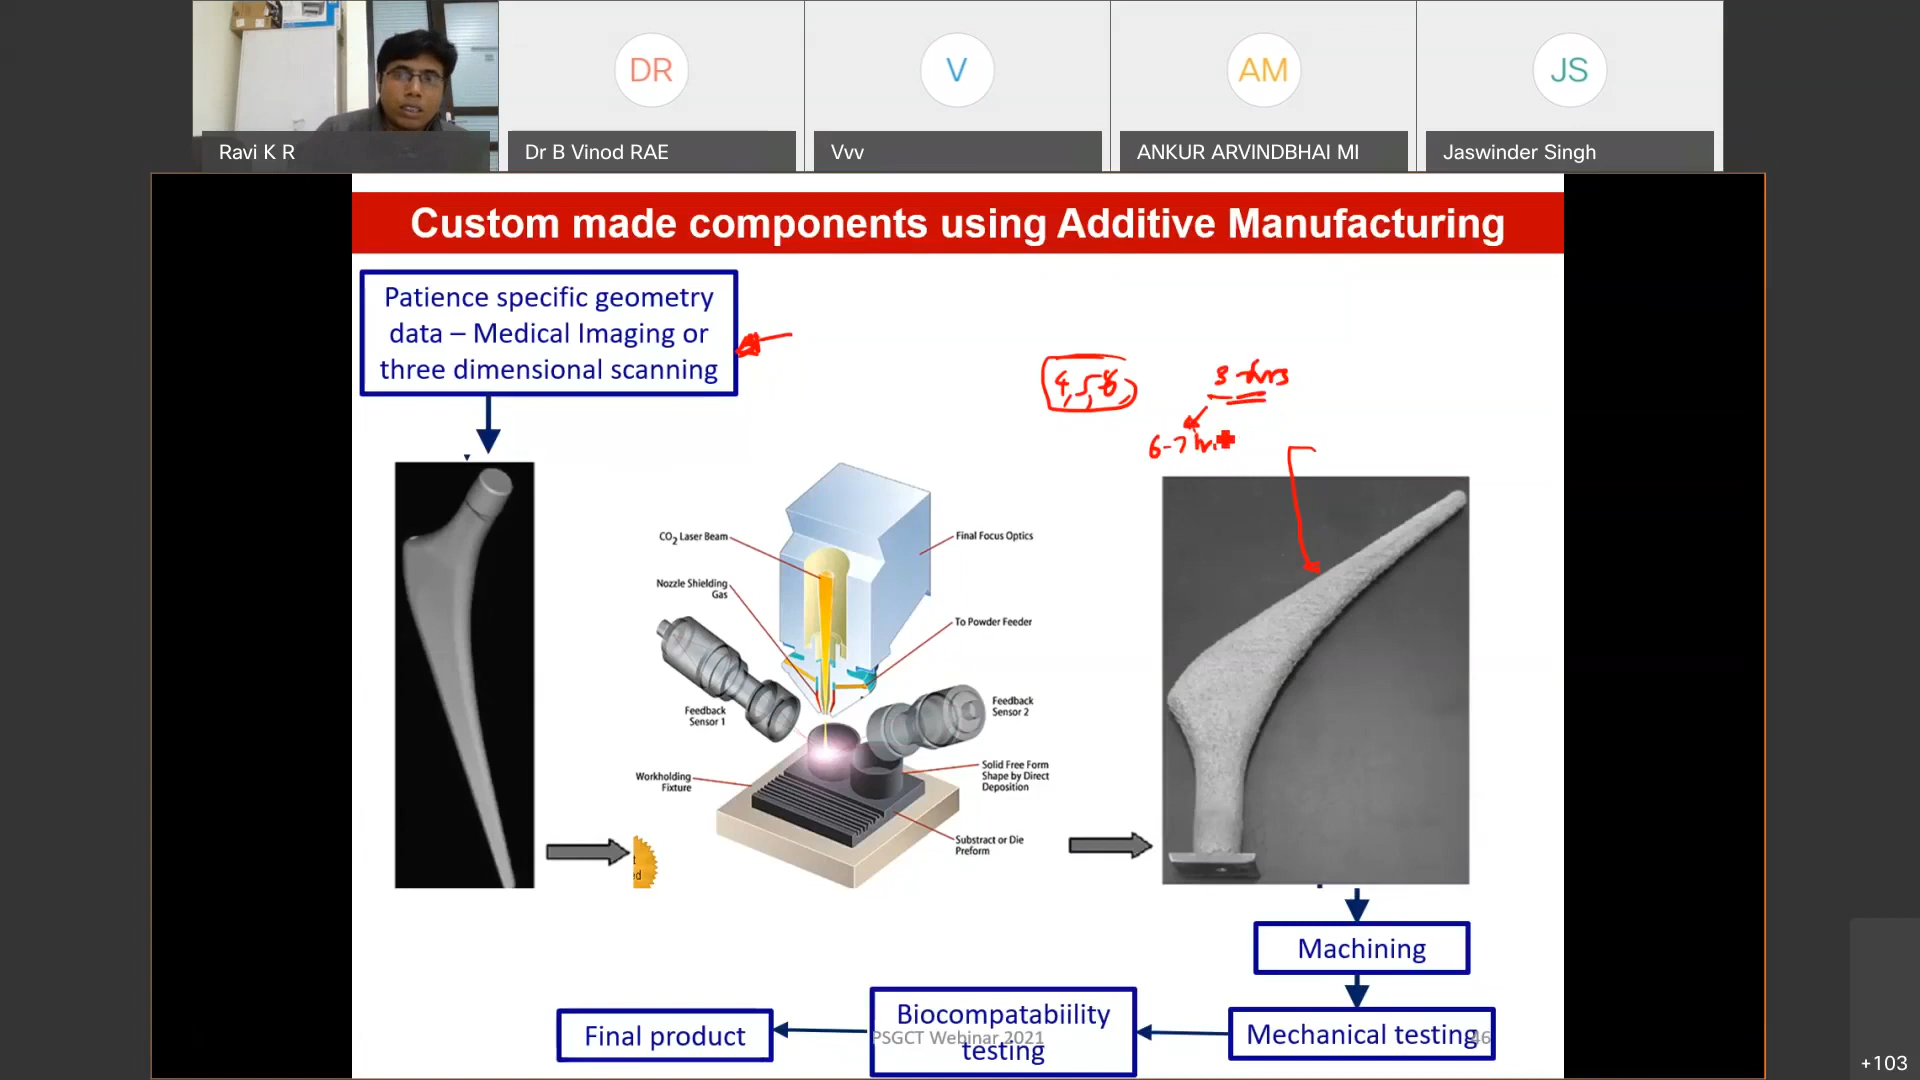 DR
V
AM
JS
Ravi K R
Dr B Vinod RAE
Vvv
ANKUR ARVINDBHAI MI
Jaswinder Singh
Custom made components using Additive Manufacturing
Patience specific geometry
data – Medical Imaging or
three dimensional scanning
4,5,6,
3 hrs
6-7 hr.
CO2 Laser Beam
Final Focus Optics
Nozzle Shielding
Gas
To Powder Feeder
Feedback
Sensor 1
Feedback
Sensor 2
Workholding
Fixture
Solid Free Form
Shape by Direct
Deposition
Substract or Die
Preform
t
ed
Machining
Mechanical testing
Biocompatabiility
testing
Final product
PSGCT Webinar 2021
46
+103